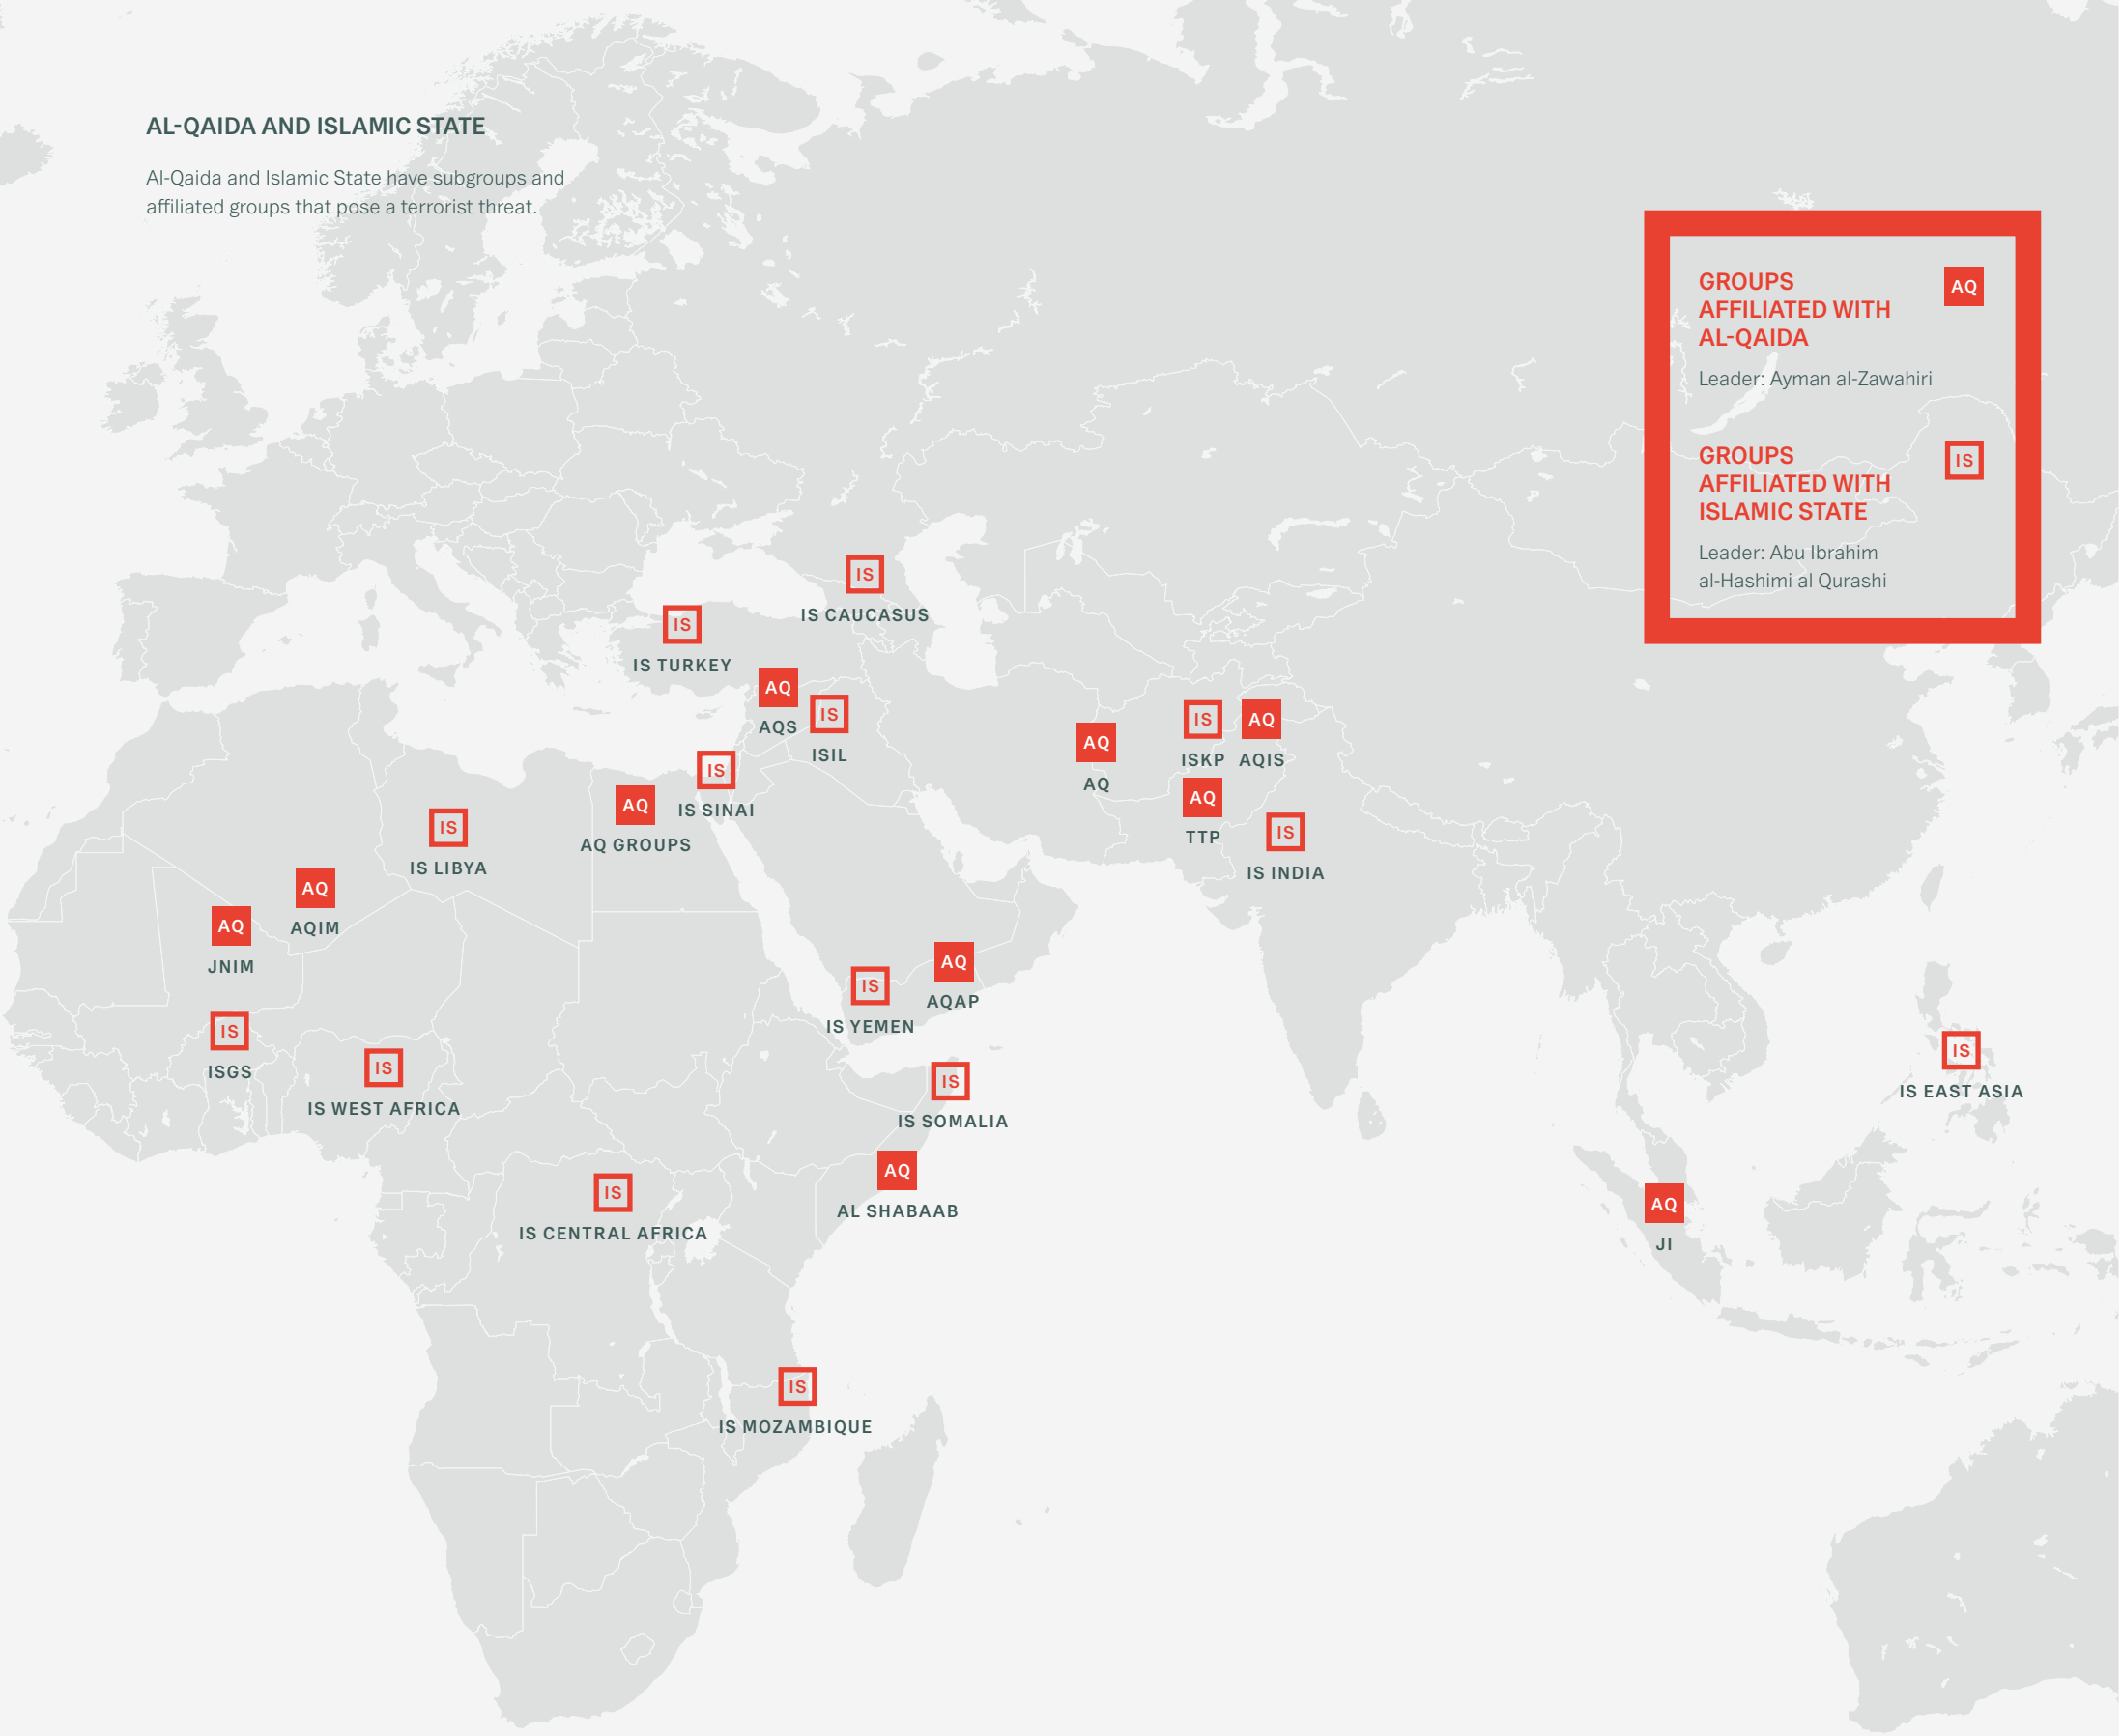 AL-QAIDA AND ISLAMIC STATE
Al-Qaida and Islamic State have subgroups and
affiliated groups that pose a terrorist threat.
GROUPS
AFFILIATED WITH
AL-QAIDA
AQ
Leader: Ayman al-Zawahiri
GROUPS
AFFILIATED WITH
ISLAMIC STATE
IS
Leader: Abu Ibrahim
al-Hashimi al Qurashi
IS
IS CAUCASUS
IS
IS TURKEY
AQ
AQS
IS
ISIL
IS
IS SINAI
AQ
AQ GROUPS
IS
IS LIBYA
AQ
AQIM
AQ
JNIM
IS
ISGS
IS
IS WEST AFRICA
IS
IS CENTRAL AFRICA
IS
IS MOZAMBIQUE
AQ
AL SHABAAB
IS
IS SOMALIA
IS
IS YEMEN
AQ
AQAP
AQ
AQ
IS
ISKP
AQ
AQIS
AQ
TTP
IS
IS INDIA
IS
IS EAST ASIA
AQ
JI